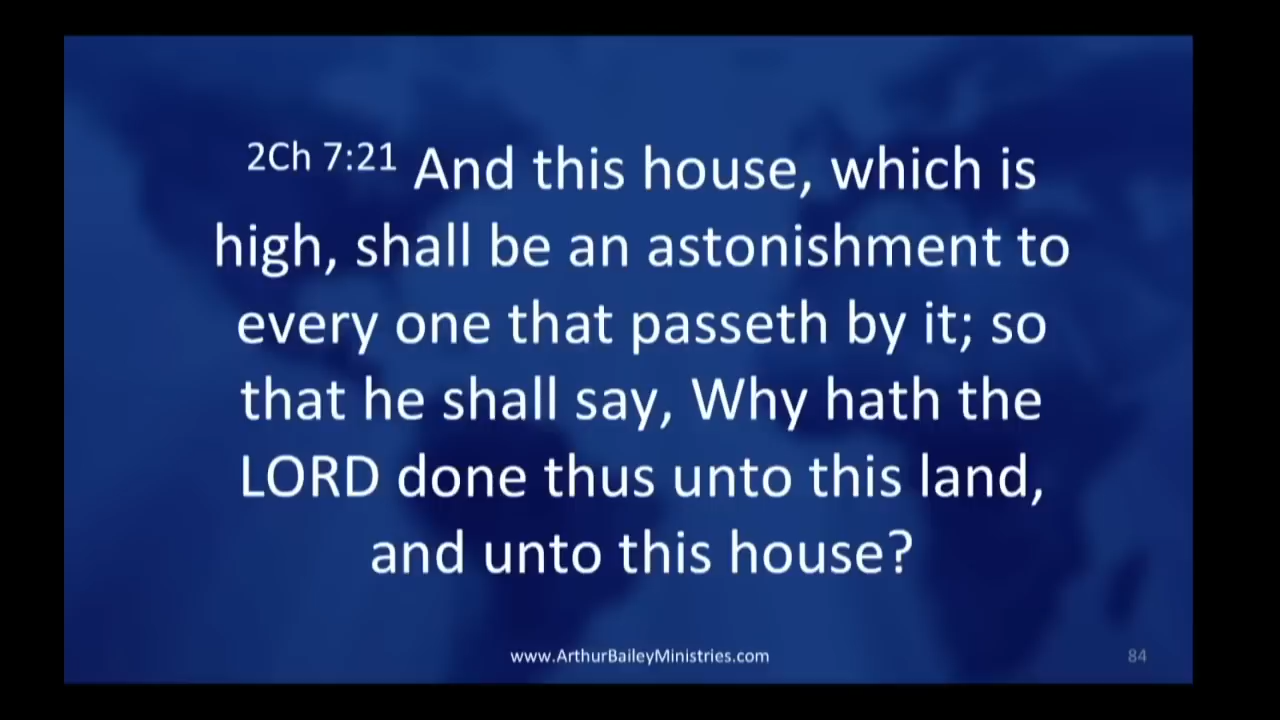 2Ch 7:21 And this house, which is
high, shall be an astonishment to
every one that passeth by it; so
that he shall say, Why hath the
LORD done thus unto this land,
and unto this house?
www.ArthurBaileyMinistries.com
84